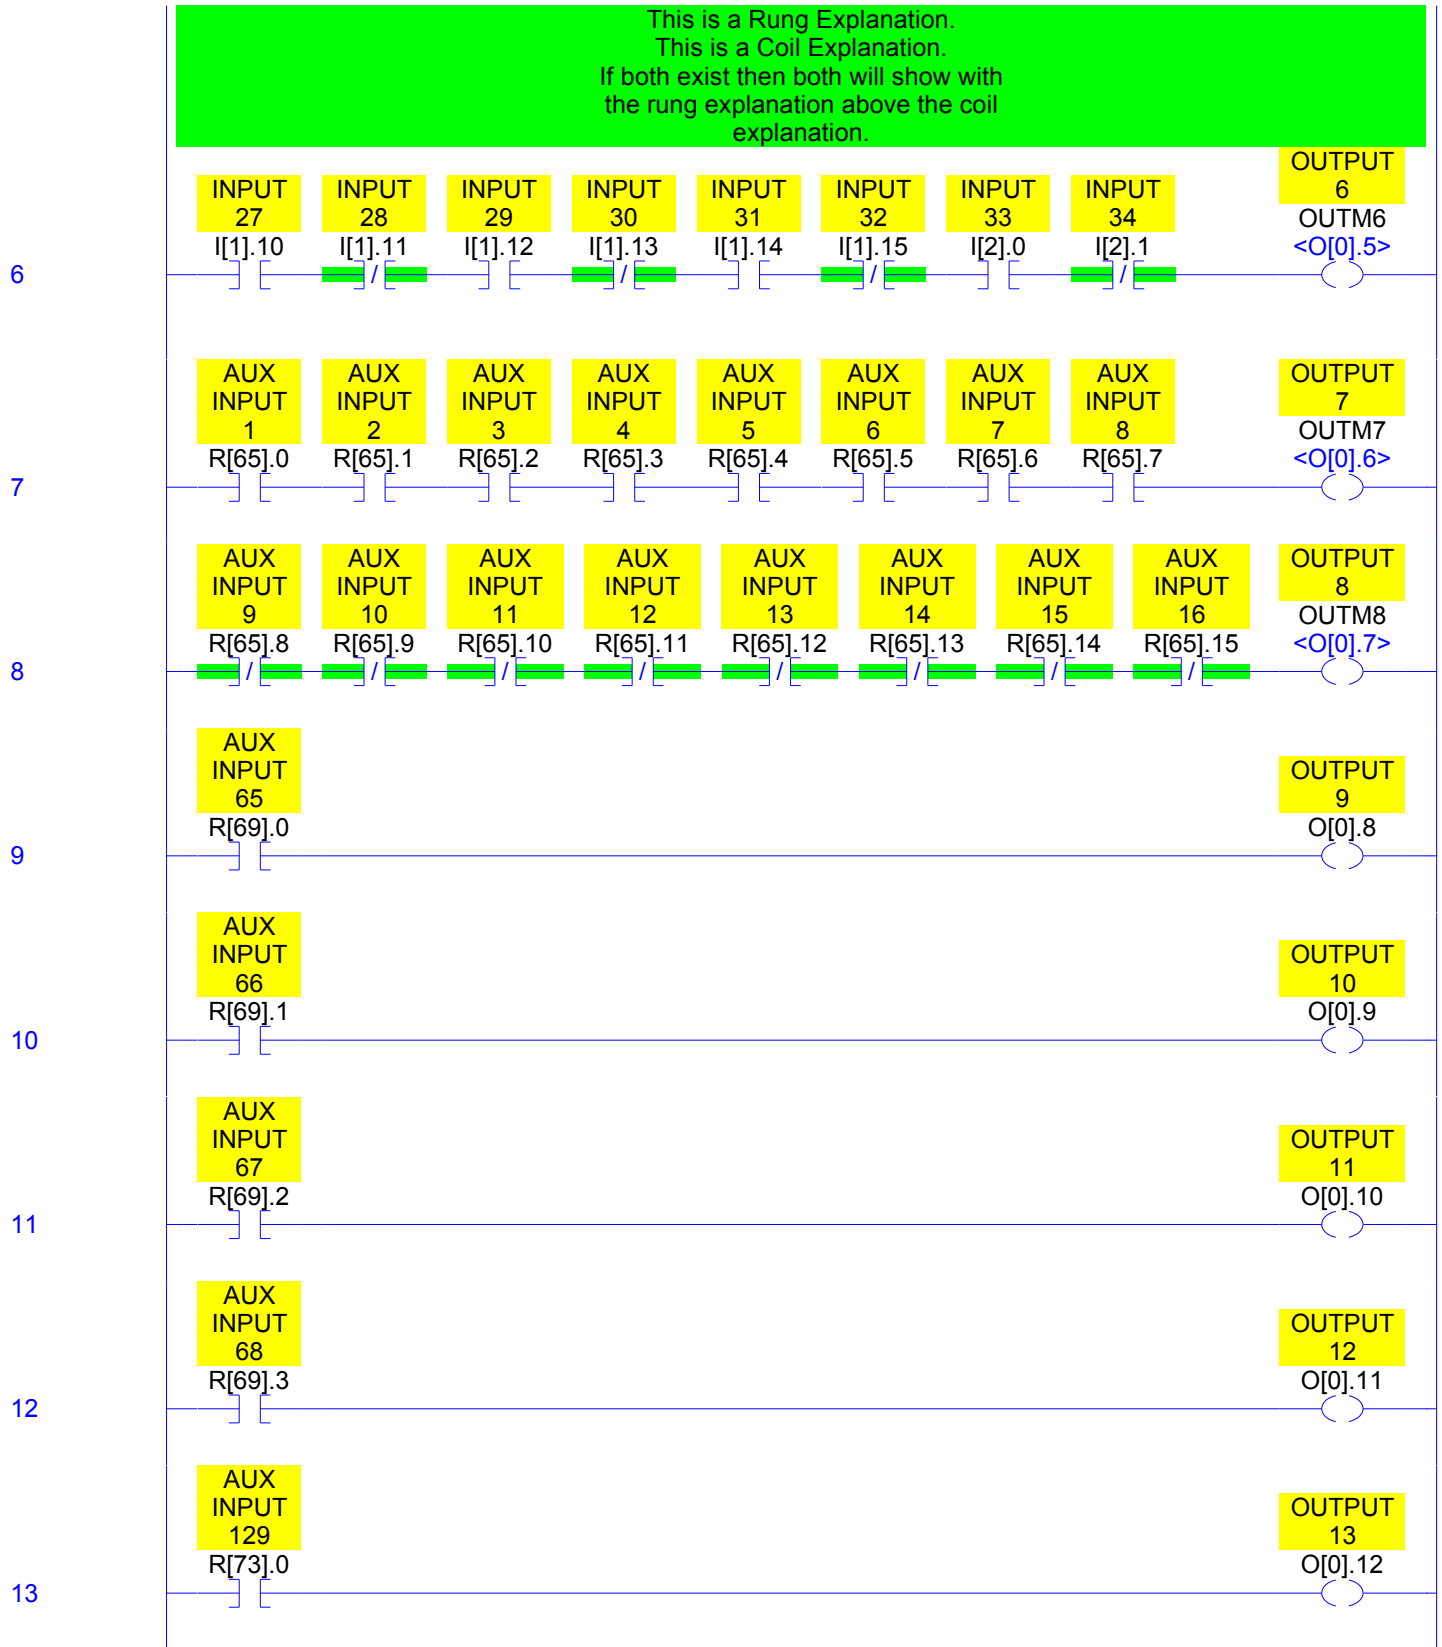 This is a Rung Explanation.
This is a Coil Explanation.
If both exist then both will show with
the rung explanation above the coil
explanation.
OUTPUT
INPUT INPUT INPUT INPUT INPUT INPUT INPUT INPUT 6
27 28 29 30 31 32 33 34 OUTM6
I[1].10 I[1].11 I[1].12 I[1].13 I[1].14 I[1].15 I[2].0 I[2].1 <O[0].5>
6 / / / /
AUX AUX AUX AUX AUX AUX AUX AUX OUTPUT
INPUT INPUT INPUT INPUT INPUT INPUT INPUT INPUT 7
1 2 3 4 5 6 7 8 OUTM7
R[65].0 R[65].1 R[65].2 R[65].3 R[65].4 R[65].5 R[65].6 R[65].7 <O[0].6>
7
AUX AUX AUX AUX AUX AUX AUX AUX OUTPUT
INPUT INPUT INPUT INPUT INPUT INPUT INPUT INPUT 8
9 10 11 12 13 14 15 16 OUTM8
R[65].8 R[65].9 R[65].10 R[65].11 R[65].12 R[65].13 R[65].14 R[65].15 <O[0].7>
8 / / / / / / / /
AUX
INPUT OUTPUT
65 9
R[69].0 O[0].8
9
AUX
INPUT OUTPUT
66 10
R[69].1 O[0].9
10
AUX
INPUT OUTPUT
67 11
R[69].2 O[0].10
11
AUX
INPUT OUTPUT
68 12
R[69].3 O[0].11
12
AUX
INPUT OUTPUT
129 13
R[73].0 O[0].12
13